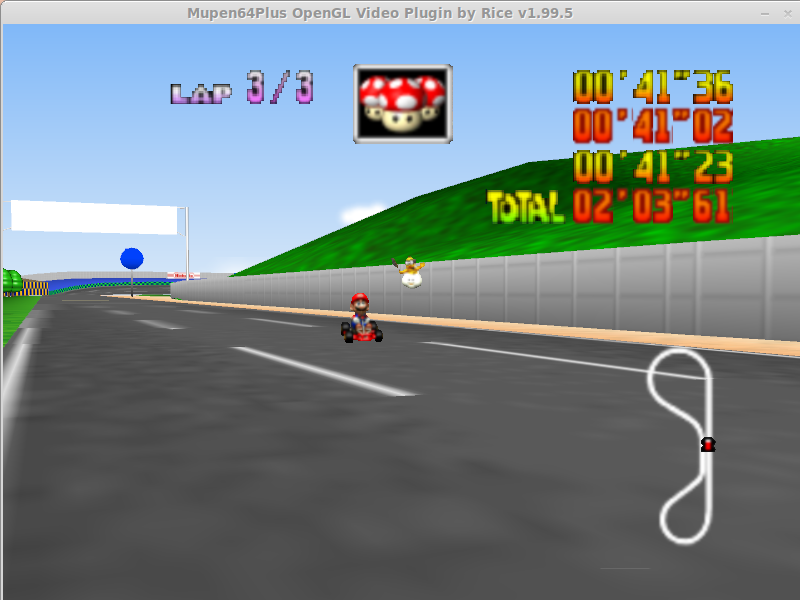 Mupen64Plus OpenGL Video Plugin by Rice v1.99.5
LAP 3/3
00'41"36
00'41"02
00'41"23
TOTAL 02'03"61